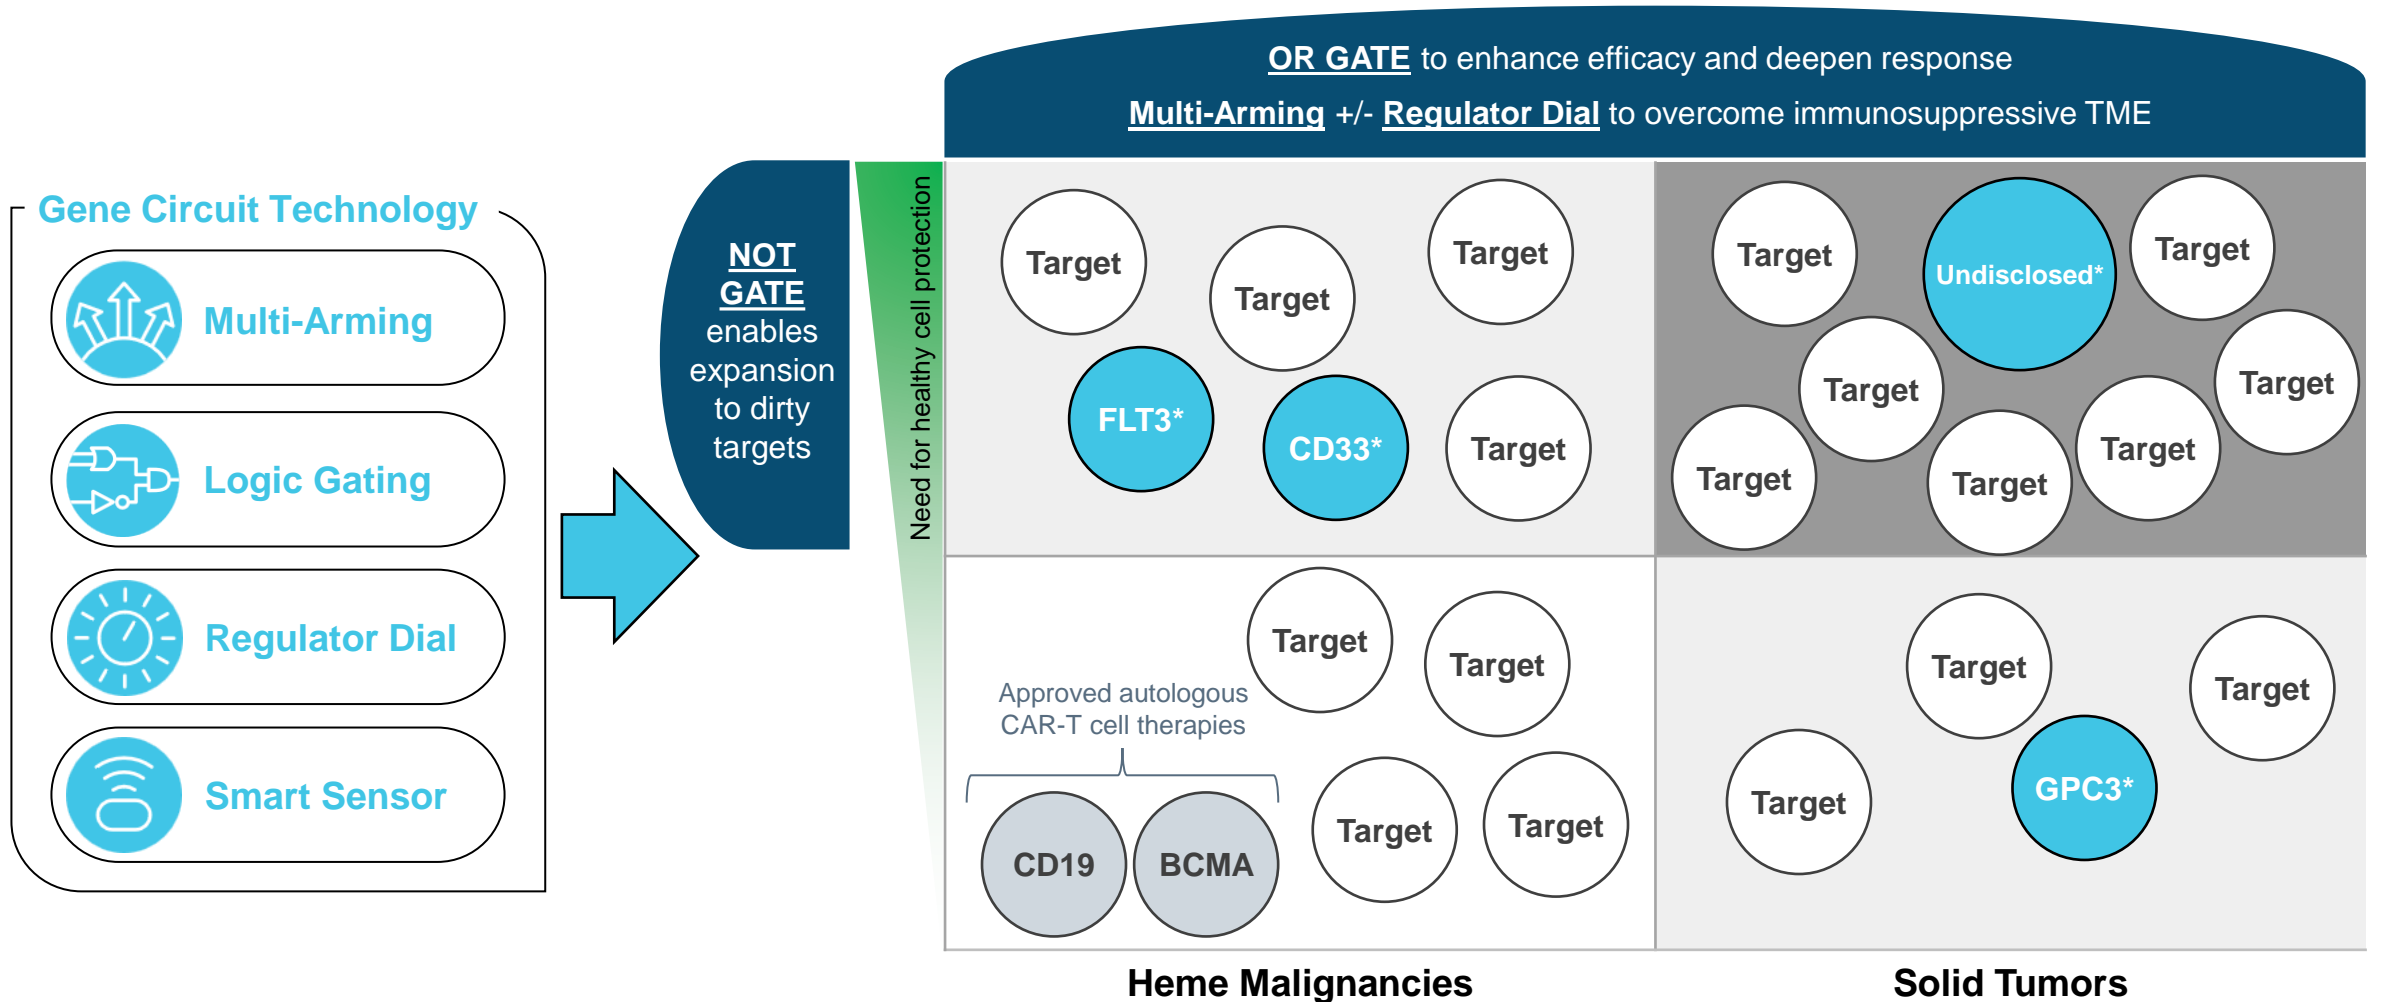 OR GATE to enhance efficacy and deepen response
Multi-Arming +/- Regulator Dial to overcome immunosuppressive TME
Gene Circuit Technology
Multi-Arming
Logic Gating
Regulator Dial
Smart Sensor
NOT
GATE
enables
expansion
to dirty
targets
Need for healthy cell protection
Target
Target
Target
FLT3*
CD33*
Target
Target
Undisclosed*
Target
Target
Target
Target
Target
Target
Target
Target
Target
Approved autologous
CAR-T cell therapies
CD19
BCMA
Target
Target
Target
Target
Target
GPC3*
Heme Malignancies
Solid Tumors